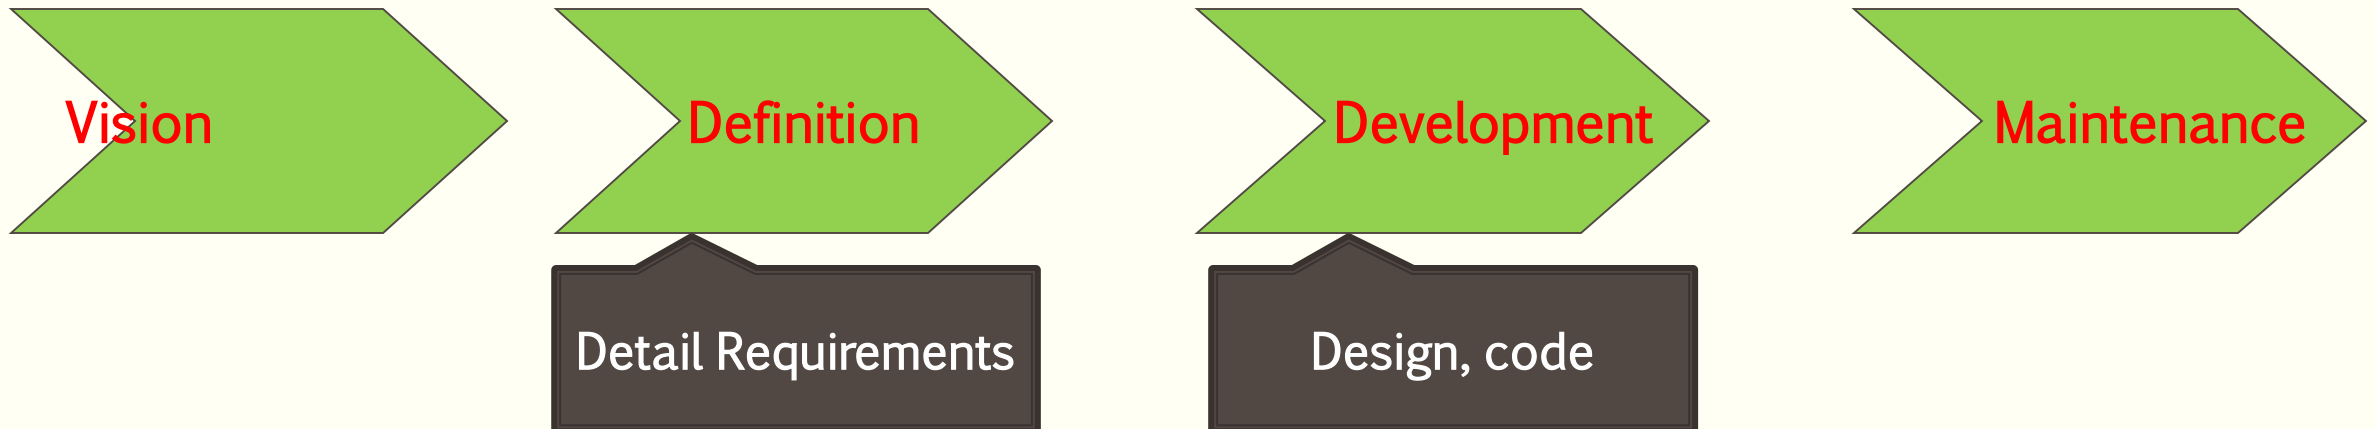 Vision
Definition
Development
Maintenance
Detail Requirements
Design, code